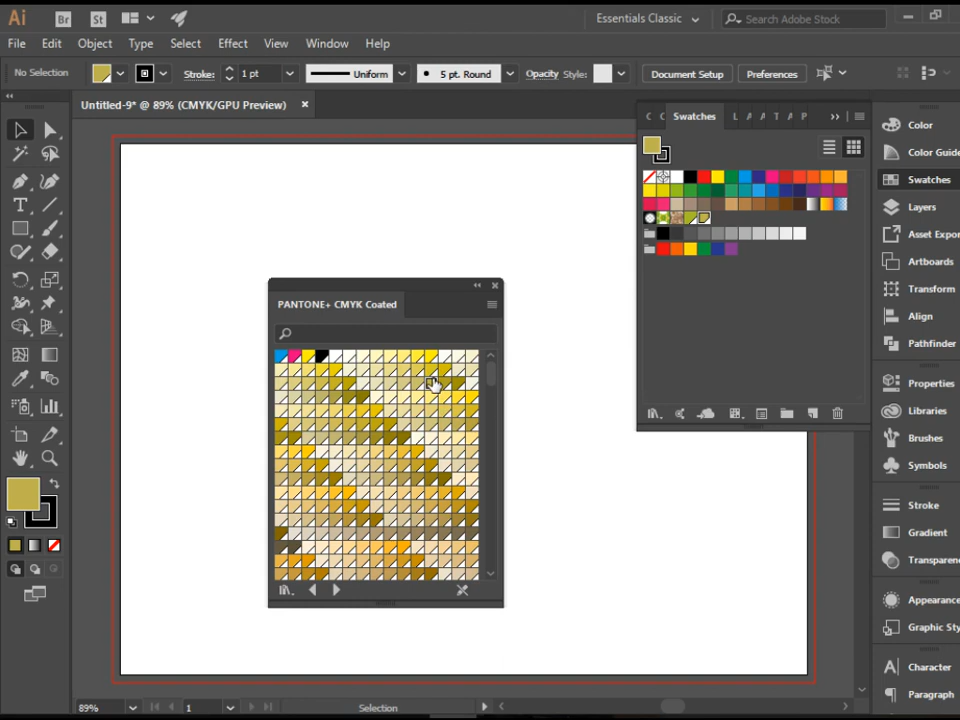 Ai Br St Essentials Classic Search Adobe Stock
File Edit Object Type Select Effect View Window Help
No Selection Stroke: 1 pt Uniform 5 pt. Round Opacity Style: Document Setup Preferences
Untitled-9* @ 89% (CMYK/GPU Preview) ×
C C Swatches L A A T A P
Color
Color Guide
Swatches
Layers
Asset Expor
Artboards
Transform
Align
Pathfinder
Properties
Libraries
Brushes
Symbols
Stroke
Gradient
Transparen
Appearance
Graphic Sty
Character
Paragraph
PANTONE+ CMYK Coated
89% 1 Selection